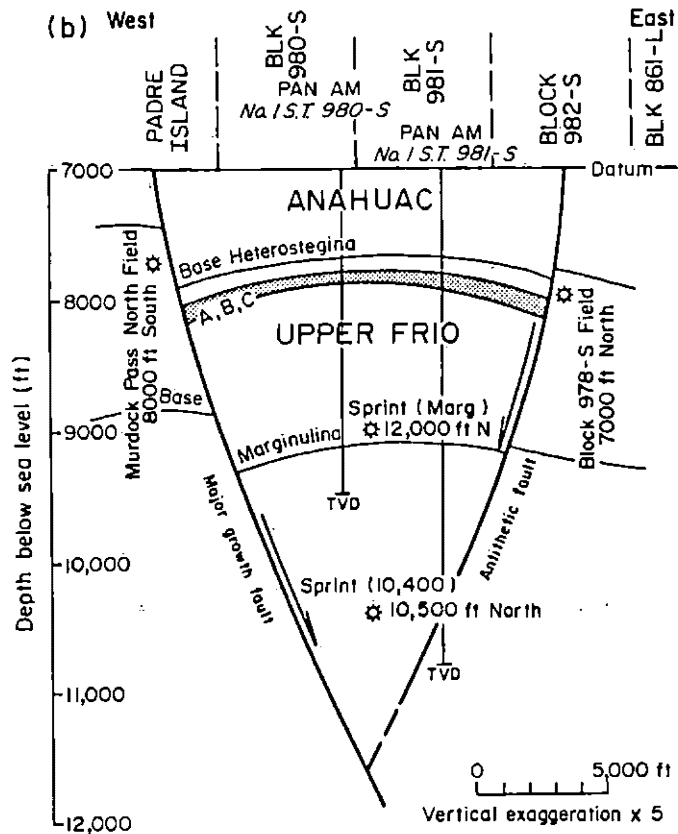 (b) West
East
PADRE
ISLAND
BLK
980-S
PAN AM
No 1 S.T. 980-S
BLK
981-S
PAN AM
No 1 S.T. 981-S
BLOCK
982-S
BLK 861-L
7000
Datum
ANAHUAC
Base Heterostegina
A, B, C
8000
UPPER FRIO
Murdock Pass North Field
8000 ft South
Block 978-S Field
7000 ft North
Base
Marginulina
Sprint (Marg)
12,000 ft N
9000
TVD
Major growth fault
Antithetic fault
Depth below sea level (ft)
10,000
Sprint (10,400)
10,500 ft North
TVD
11,000
12,000
0 5,000 ft
Vertical exaggeration x 5